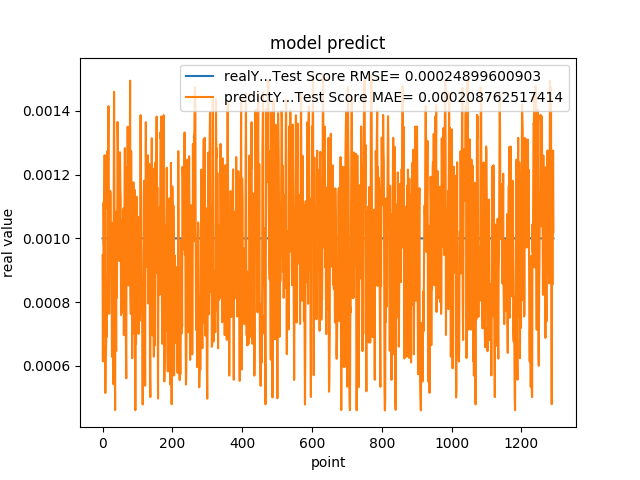 model predict
realY...Test Score RMSE= 0.00024899600903
predictY...Test Score MAE= 0.000208762517414
0.0014
0.0012
0.0010
0.0008
0.0006
real value
0 200 400 600 800 1000 1200
point